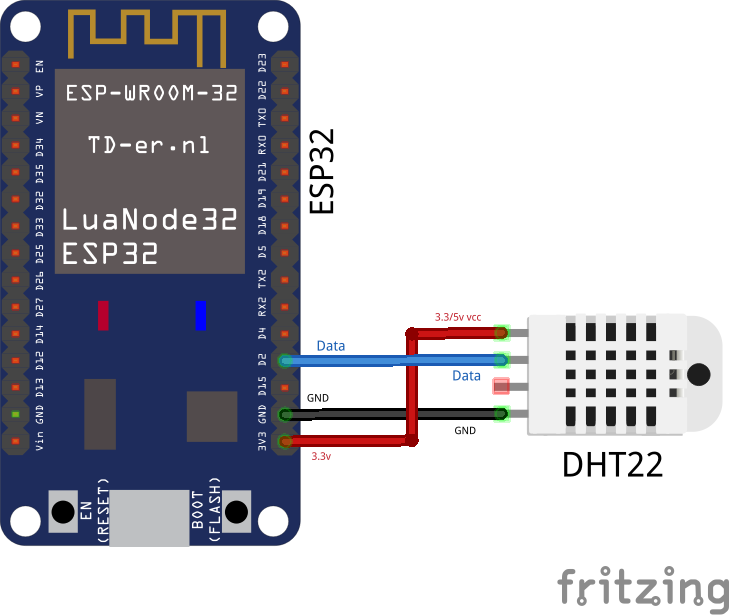 EN
VP
VN
D34
D35
D32
D33
D25
D26
D27
D14
D12
D13
GND
Vin
ESP-WROOM-32
TD-er.nl
LuaNode32
ESP32
D23
D22
TX0
RX0
D21
D19
D18
D5
TX2
RX2
D4
D2
D15
GND
3V3
ESP32
EN
(RESET)
BOOT
(FLASH)
3.3/5v vcc
Data
Data
GND
GND
3.3v
DHT22
fritzing